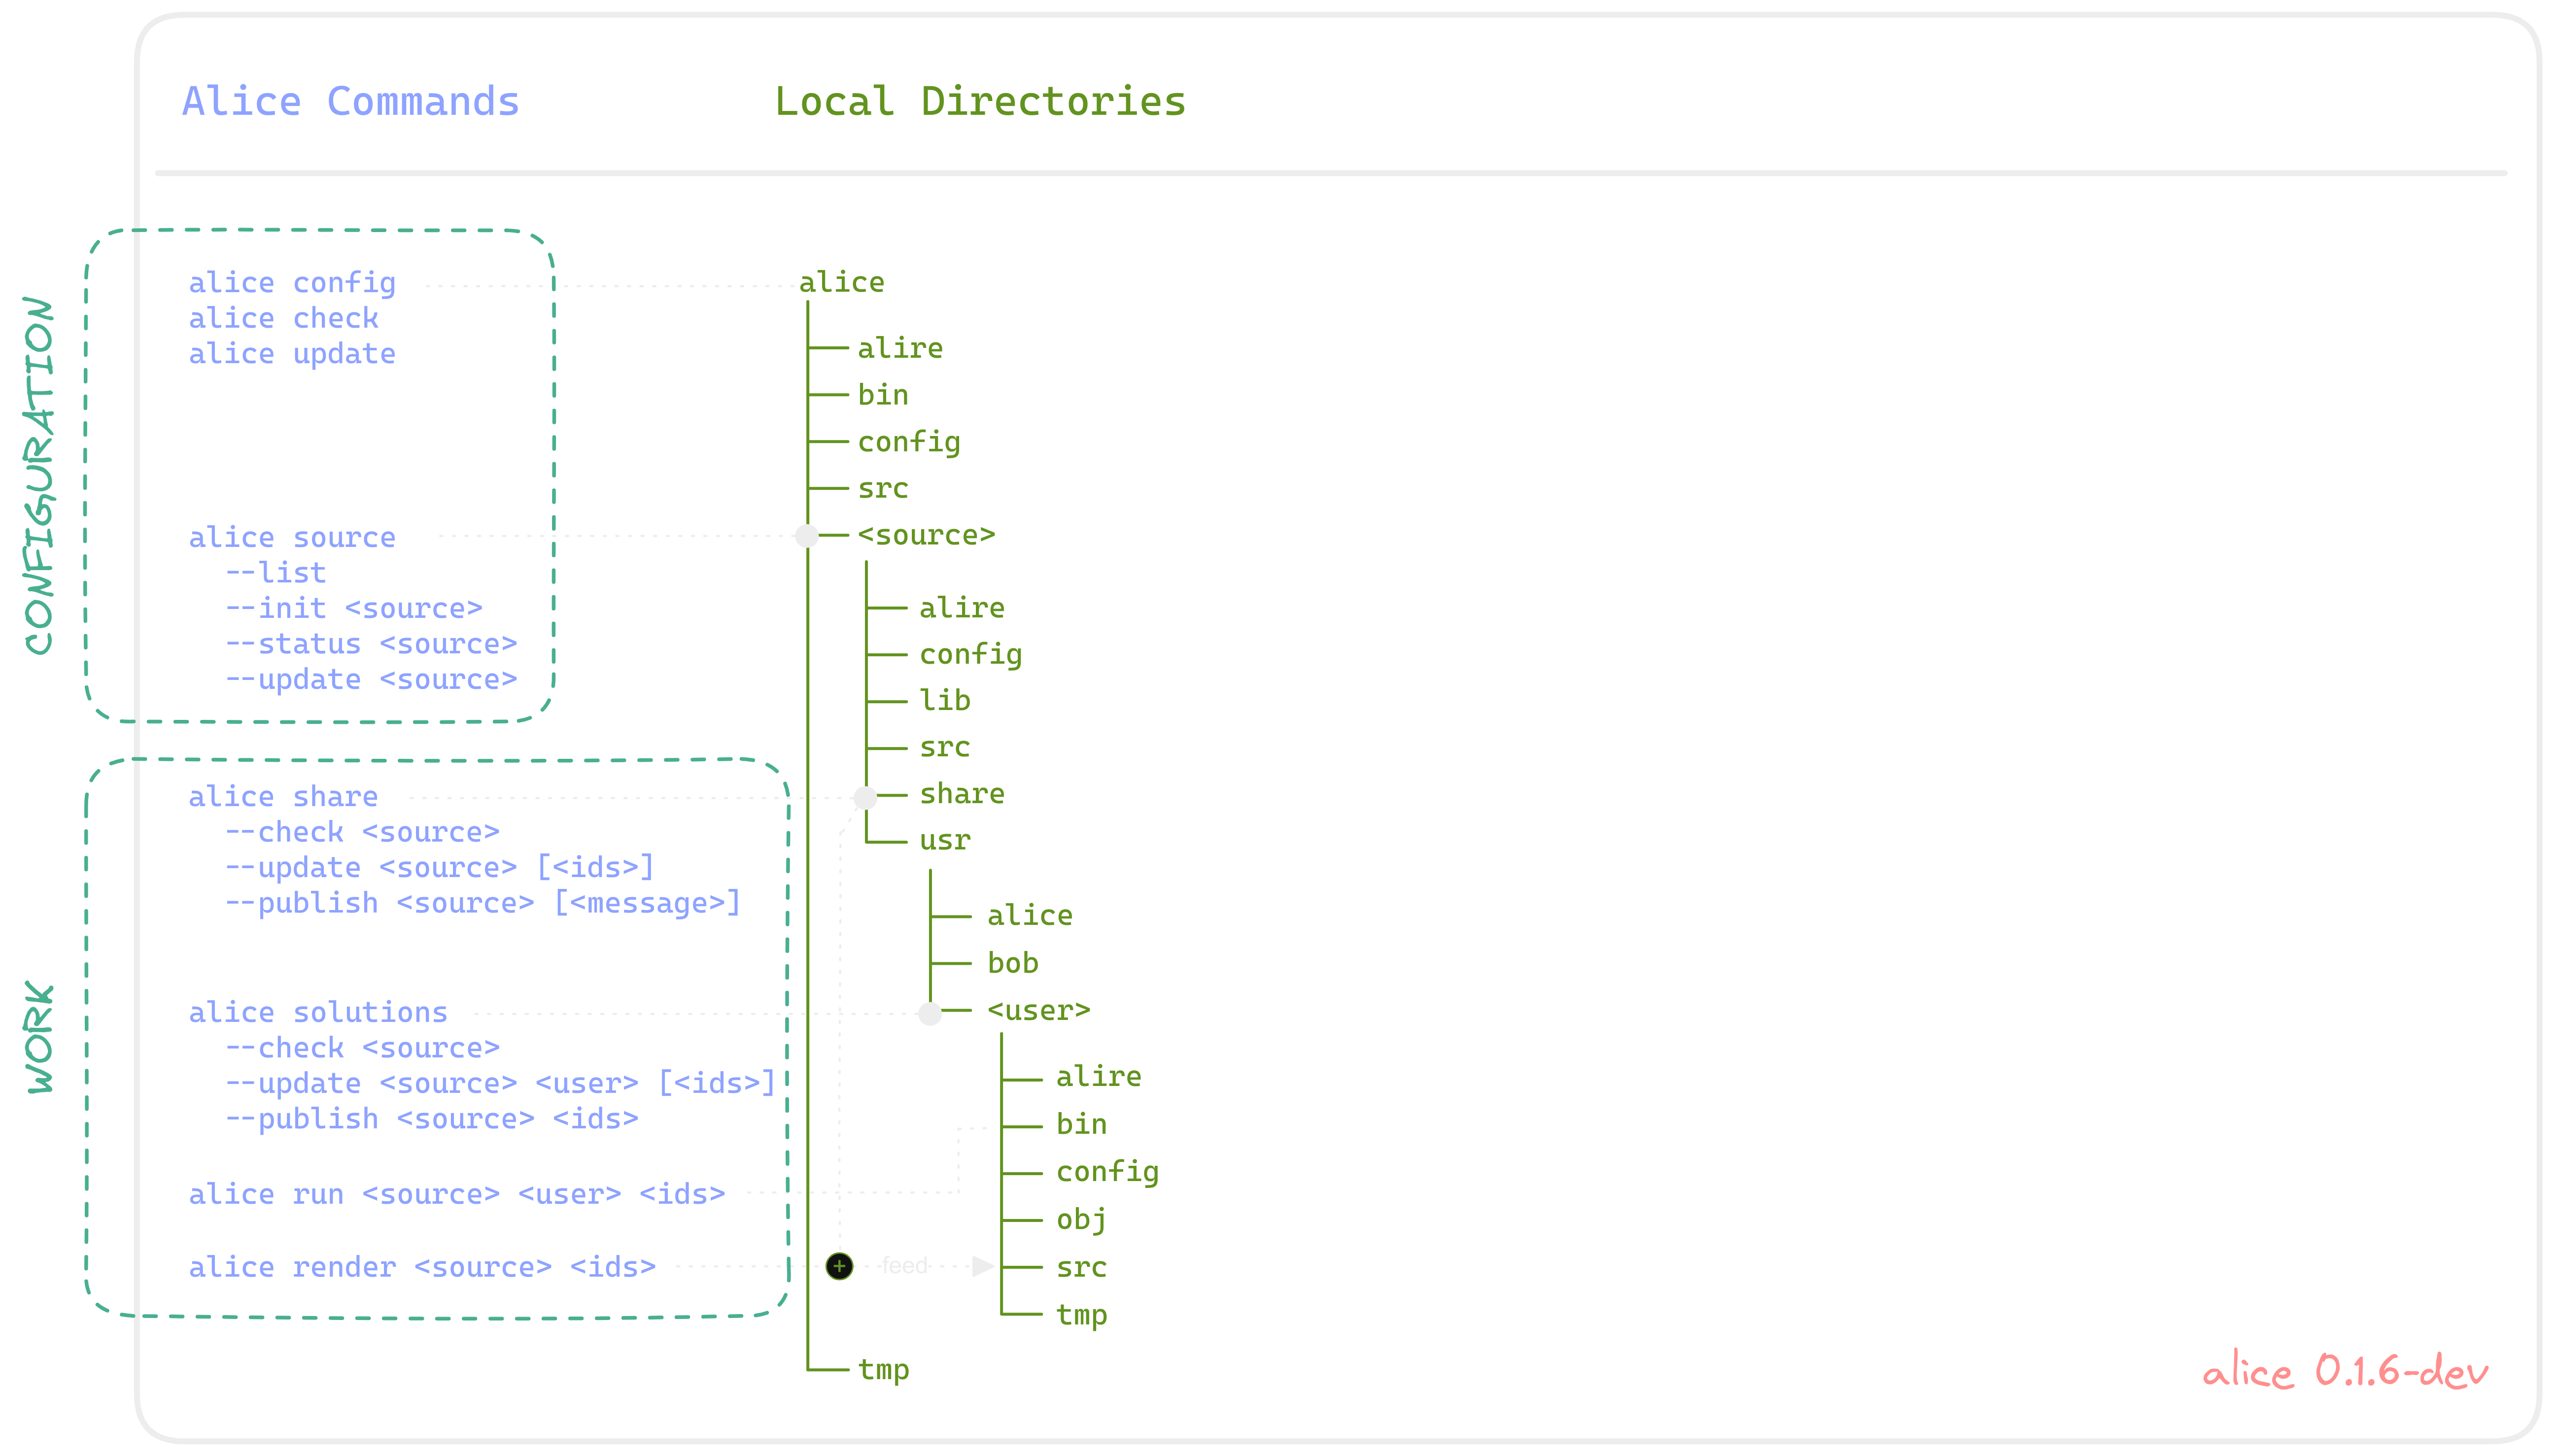 Alice Commands
Local Directories
CONFIGURATION
alice config
alice check
alice update
alice source
--list
--init <source>
--status <source>
--update <source>
WORK
alice share
--check <source>
--update <source> [<ids>]
--publish <source> [<message>]
alice solutions
--check <source>
--update <source> <user> [<ids>]
--publish <source> <ids>
alice run <source> <user> <ids>
alice render <source> <ids>
alice
alire
bin
config
src
<source>
alire
config
lib
src
share
usr
alice
bob
<user>
alire
bin
config
obj
+
feed
src
tmp
tmp
alice 0.1.6-dev